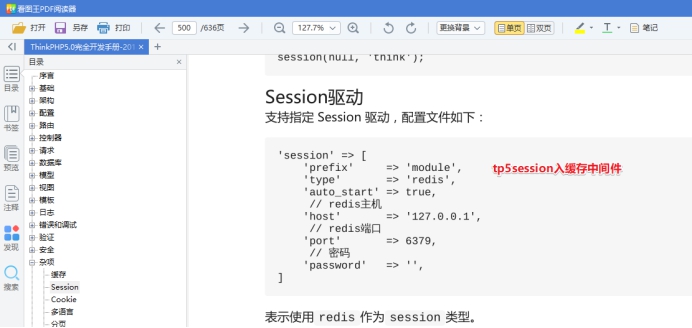 看图王PDF阅读器
打开 另存 打印 500 /636页 127.7% 更换背景 单页 双页 T 笔记
ThinkPHP5.0完全开发手册-201
目录
目录
书签
预览
注释
发现
搜索
序言
基础
架构
配置
路由
控制器
请求
数据库
模型
视图
模板
日志
错误和调试
验证
安全
杂项
缓存
Session
Cookie
多语言
分页
session(null, 'think');
Session驱动
支持指定 Session 驱动，配置文件如下：
'session' => [
'prefix' => 'module',
'type' => 'redis',
'auto_start' => true,
// redis主机
'host' => '127.0.0.1',
// redis端口
'port' => 6379,
// 密码
'password' => '',
]
tp5session入缓存中间件
表示使用 redis 作为 session 类型。